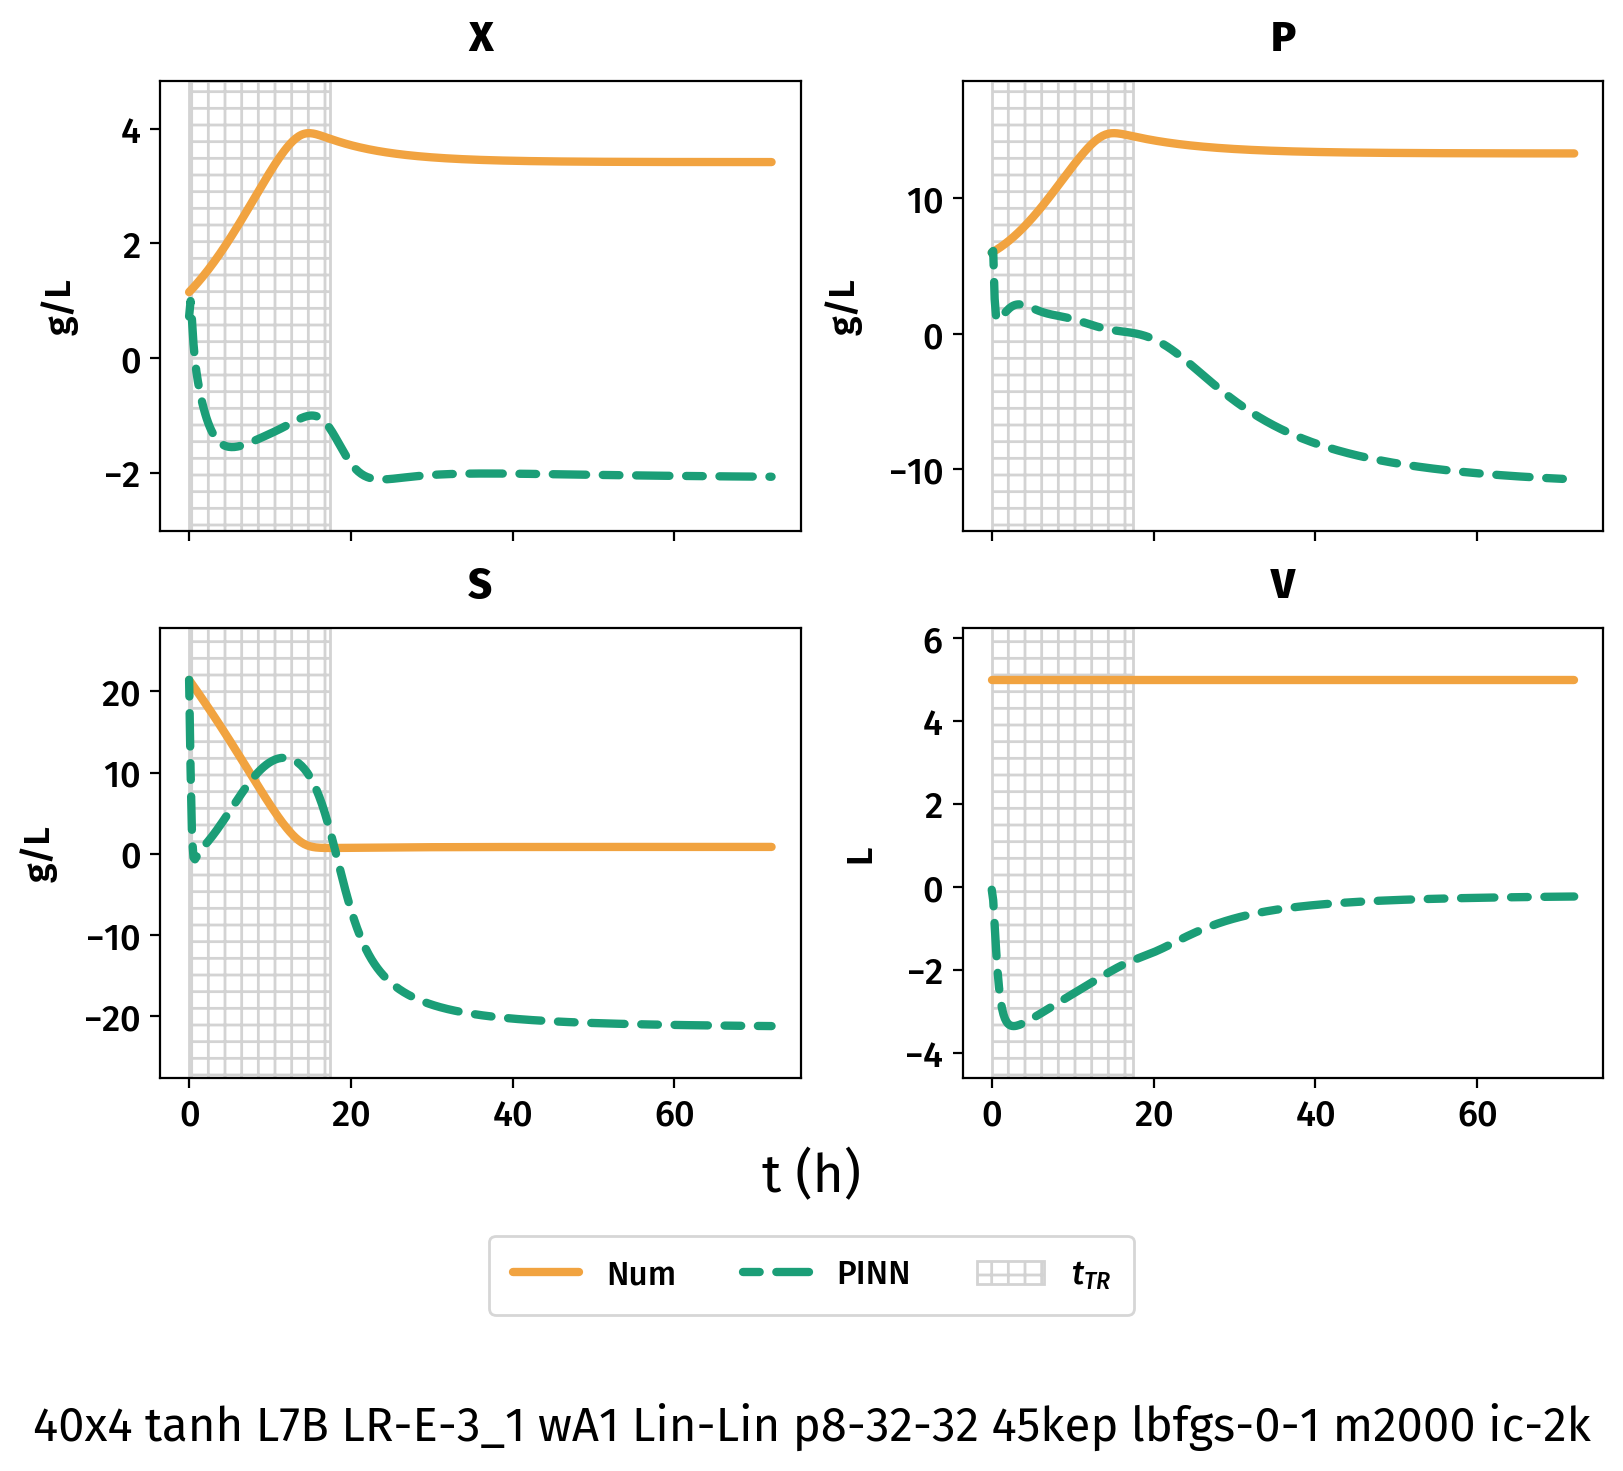 X
P
4
2
0
−2
g/L
10
0
−10
g/L
S
V
20
10
0
−10
−20
g/L
6
4
2
0
−2
−4
L
0 20 40 60
0 20 40 60
t (h)
Num PINN t_TR
40x4 tanh L7B LR-E-3_1 wA1 Lin-Lin p8-32-32 45kep lbfgs-0-1 m2000 ic-2k